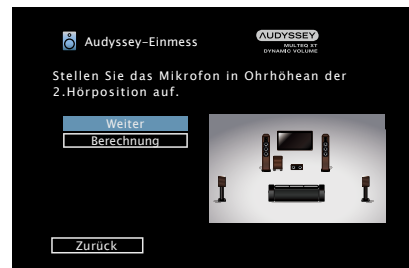 Audyssey-Einmess
AUDYSSEY
MULTEQ XT
DYNAMIC VOLUME
Stellen Sie das Mikrofon in Ohrhöhean der
2.Hörposition auf.
Weiter
Berechnung
Zurück